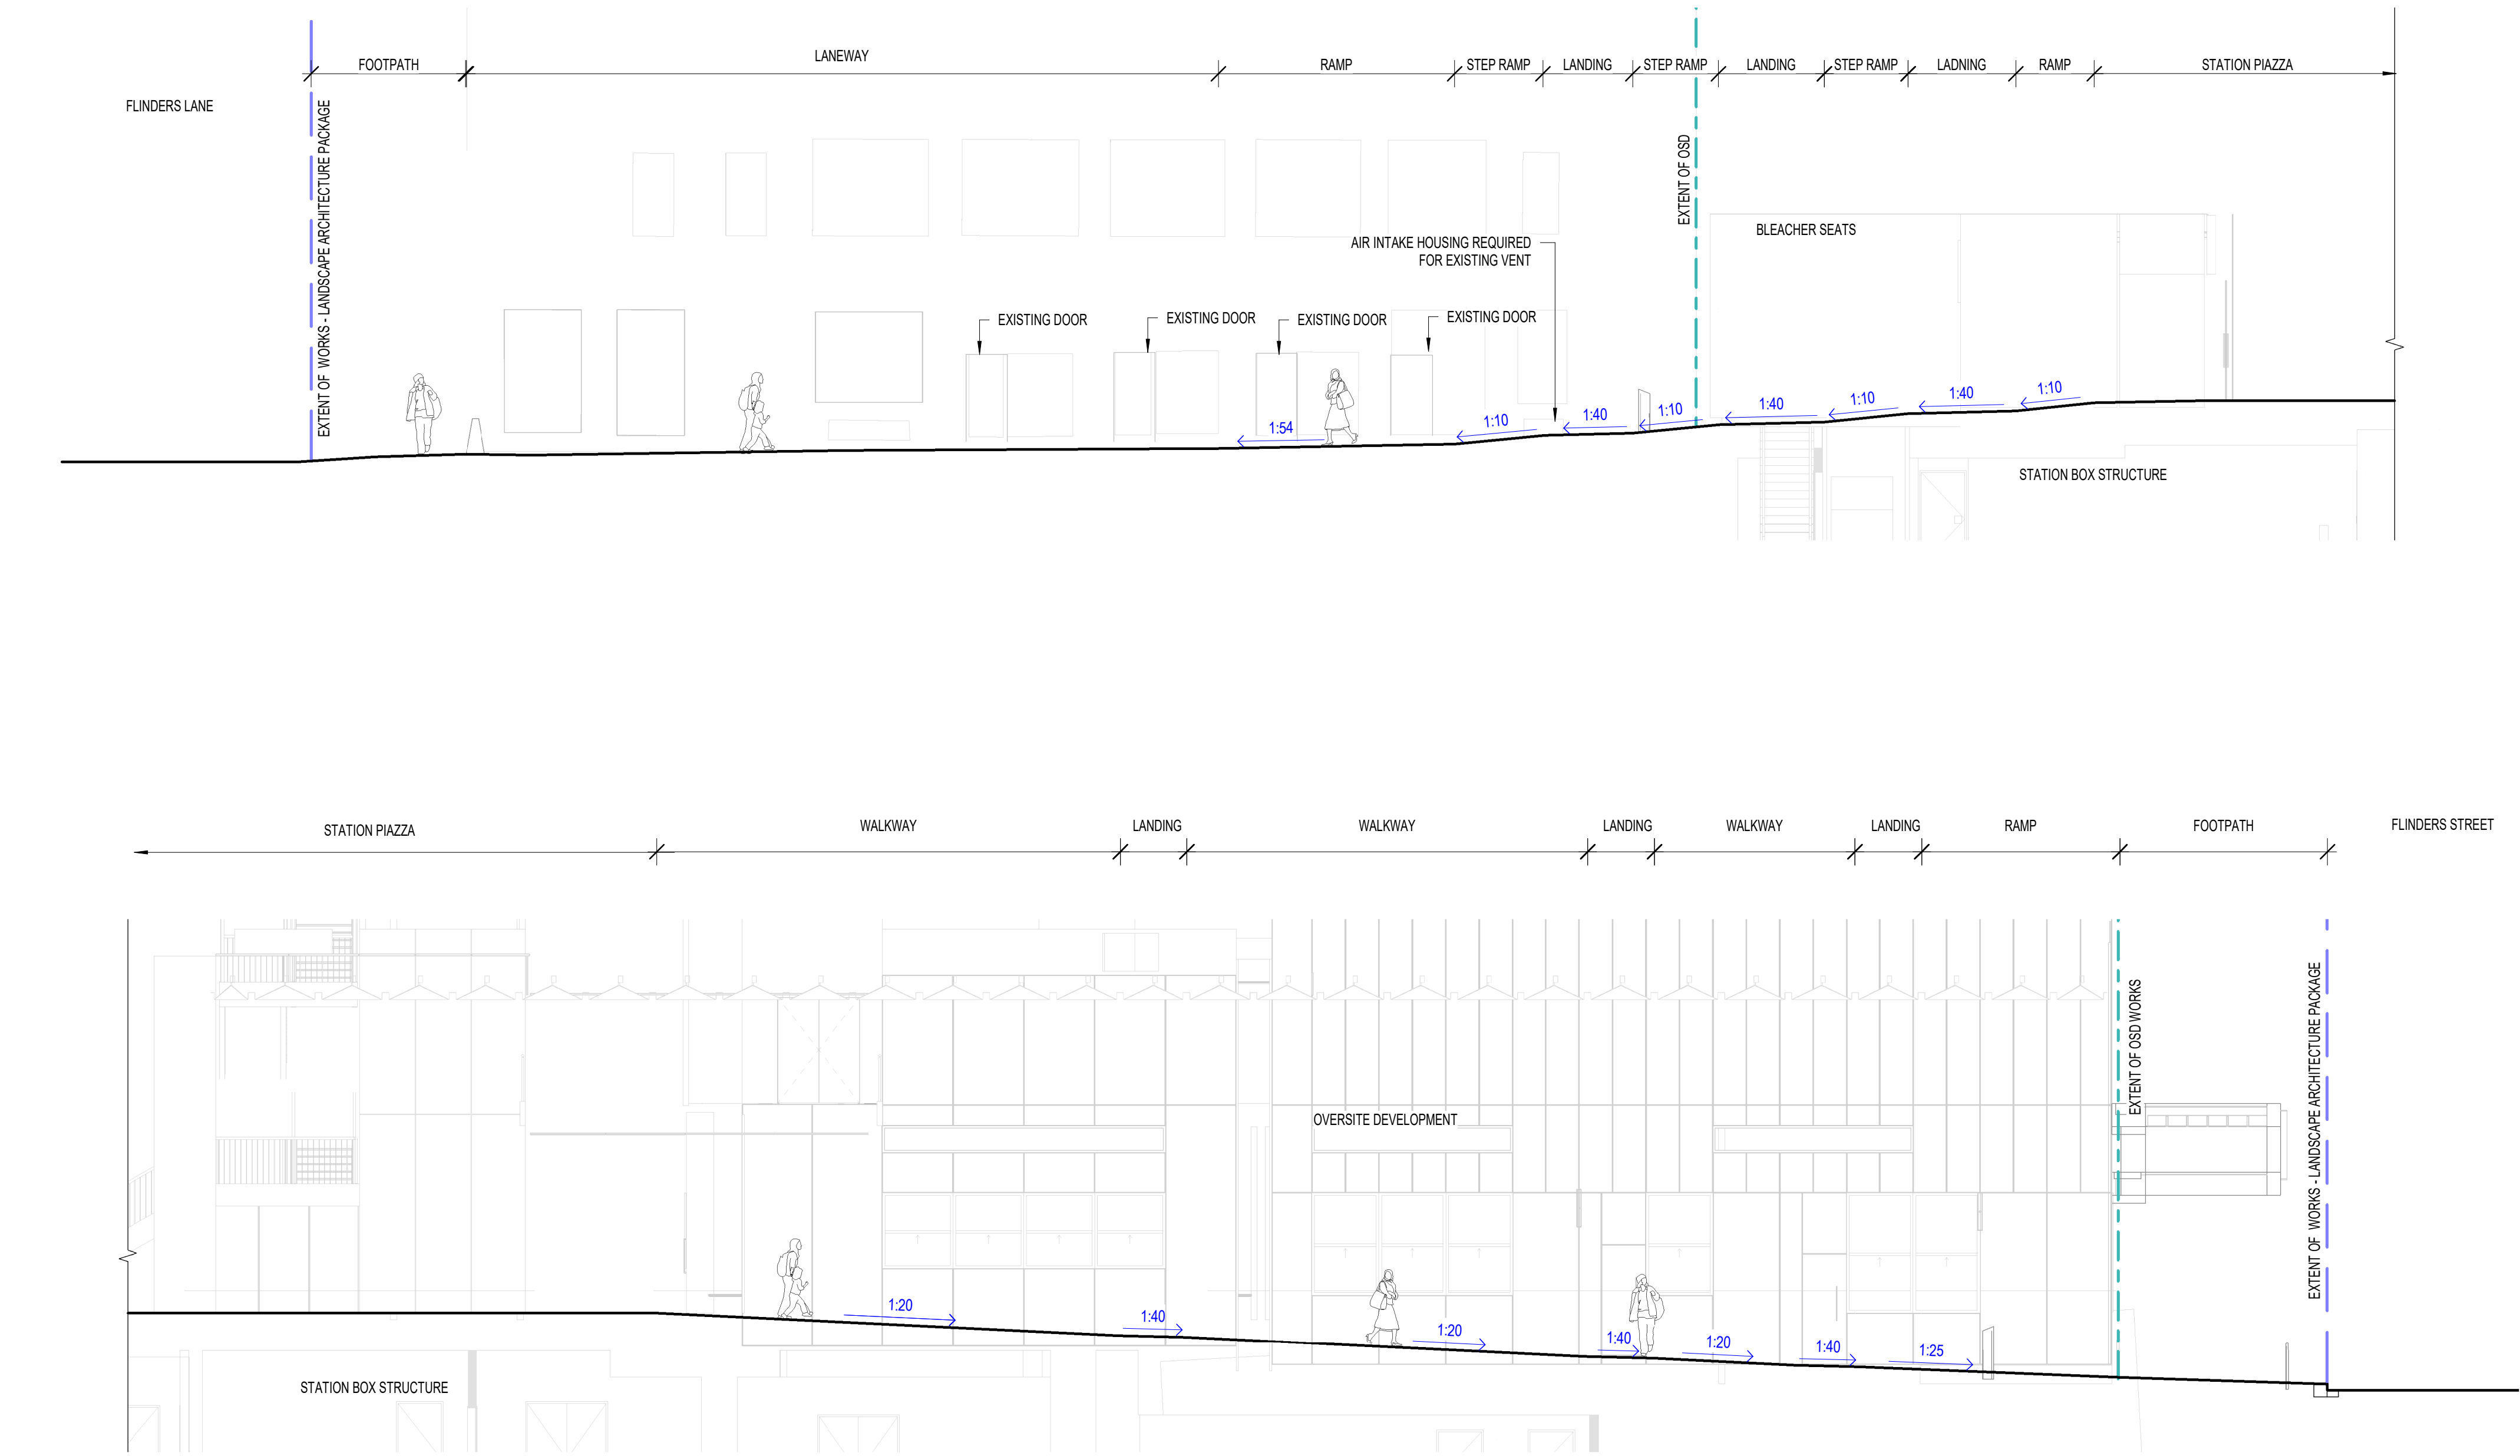 LANEWAY
FOOTPATH
RAMP
STEP RAMP
LANDING
STEP RAMP
LANDING
STEP RAMP
LADNING
RAMP
STATION PIAZZA
FLINDERS LANE
EXTENT OF WORKS - LANDSCAPE ARCHITECTURE PACKAGE
EXTENT OF OSD
BLEACHER SEATS
AIR INTAKE HOUSING REQUIRED
FOR EXISTING VENT
EXISTING DOOR
EXISTING DOOR
EXISTING DOOR
EXISTING DOOR
1:54
1:10
1:40
1:10
1:40
1:10
1:40
1:10
STATION BOX STRUCTURE
STATION PIAZZA
WALKWAY
LANDING
WALKWAY
LANDING
WALKWAY
LANDING
RAMP
FOOTPATH
FLINDERS STREET
EXTENT OF OSD WORKS
EXTENT OF WORKS - LANDSCAPE ARCHITECTURE PACKAGE
OVERSITE DEVELOPMENT
1:20
1:40
1:20
1:40
1:20
1:40
1:25
STATION BOX STRUCTURE